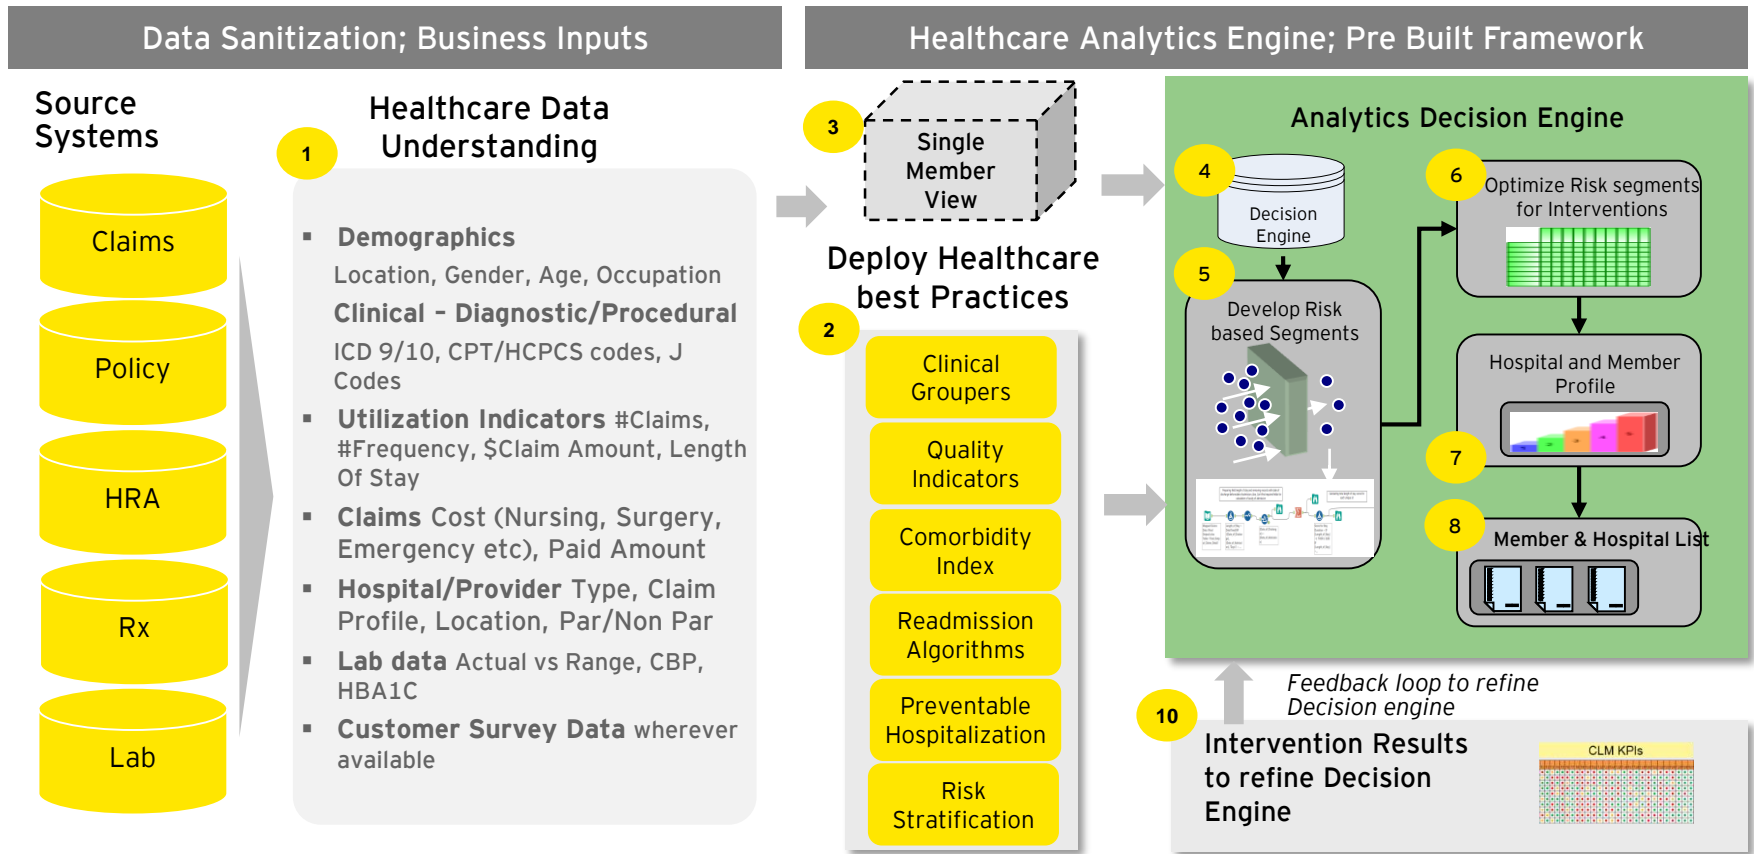 Data Sanitization; Business Inputs
Healthcare Analytics Engine; Pre Built Framework
Source
Systems
Claims
Policy
HRA
Rx
Lab
Healthcare Data
Understanding
1
▪ Demographics
Location, Gender, Age, Occupation
Clinical - Diagnostic/Procedural
ICD 9/10, CPT/HCPCS codes, J
Codes
▪ Utilization Indicators #Claims,
#Frequency, $Claim Amount, Length
Of Stay
▪ Claims Cost (Nursing, Surgery,
Emergency etc), Paid Amount
▪ Hospital/Provider Type, Claim
Profile, Location, Par/Non Par
▪ Lab data Actual vs Range, CBP,
HBA1C
▪ Customer Survey Data wherever
available
3
Single
Member
View
Deploy Healthcare
best Practices
2
Clinical
Groupers
Quality
Indicators
Comorbidity
Index
Readmission
Algorithms
Preventable
Hospitalization
Risk
Stratification
Analytics Decision Engine
4
Decision
Engine
5
Develop Risk
based Segments
6
Optimize Risk segments
for Interventions
Hospital and Member
Profile
7
8
Member & Hospital List
Feedback loop to refine
Decision engine
10
Intervention Results
to refine Decision
Engine
CLM KPIs